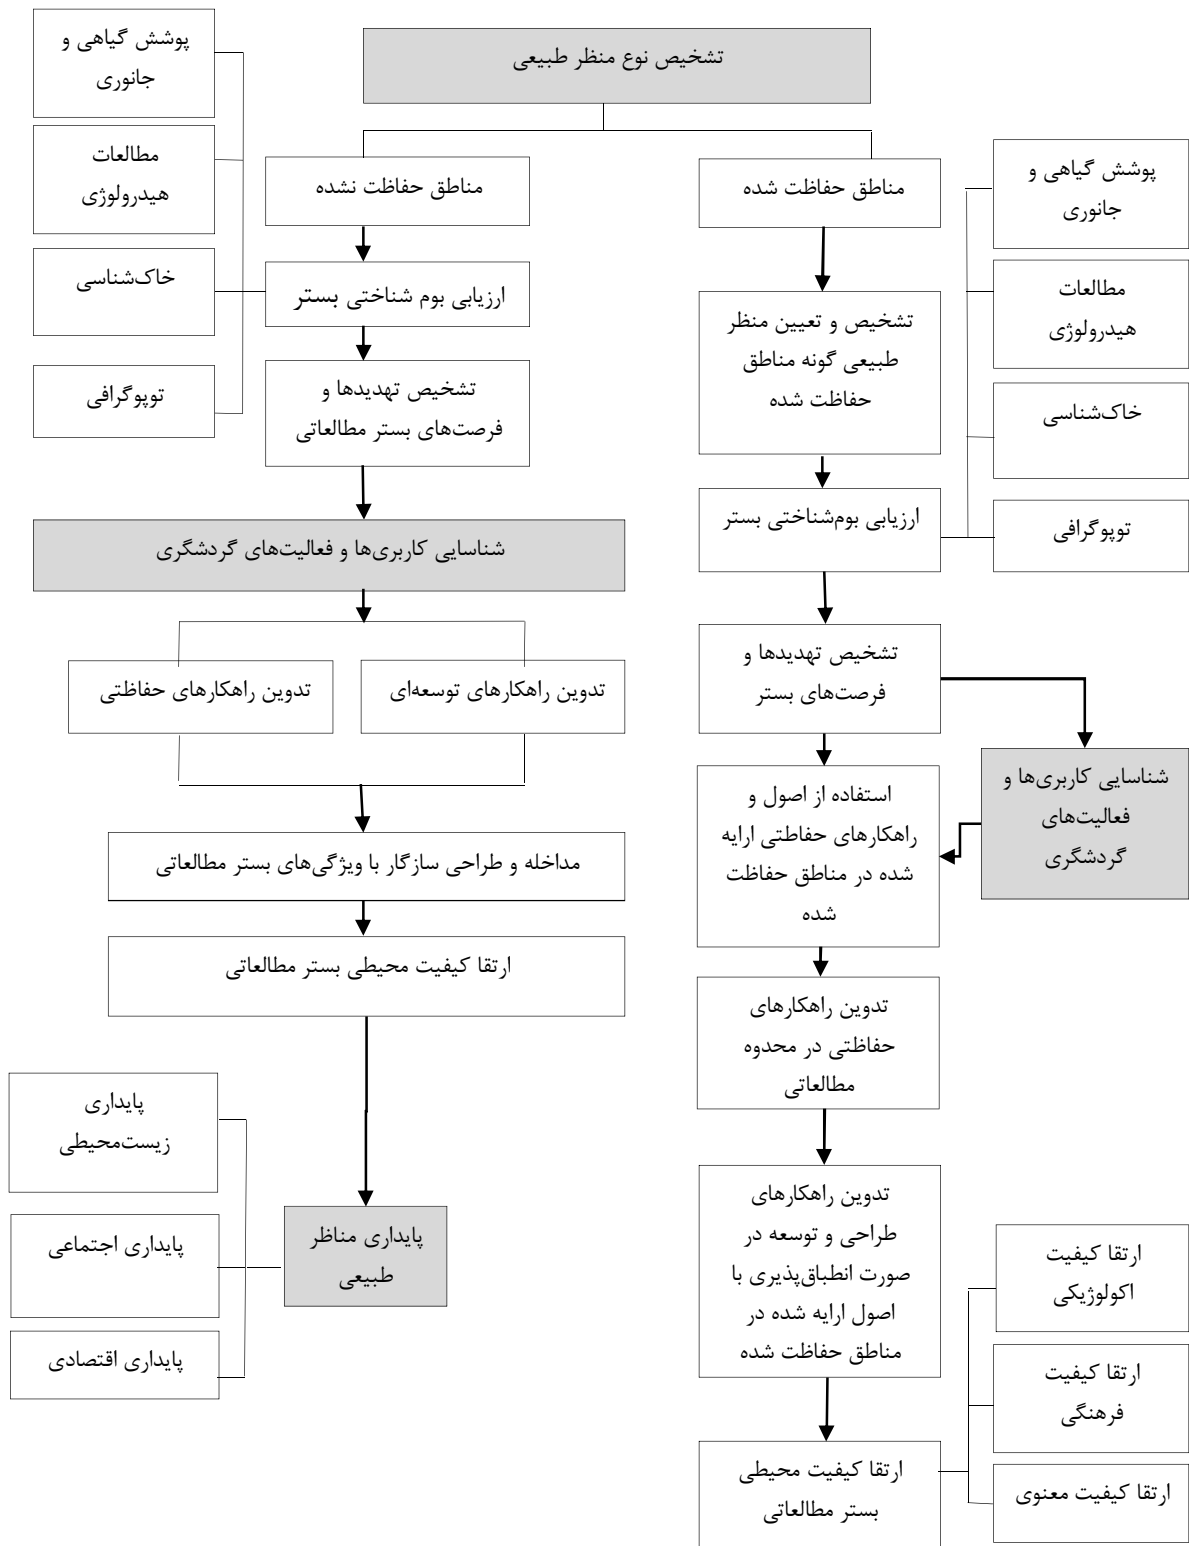 تشخیص نوع منظر طبیعی
مناطق حفاظت شده
تشخیص و تعیین منظر
طبیعی گونه مناطق
حفاظت شده
ارزیابی بوم‌شناختی بستر
پوشش گیاهی و
جانوری
مطالعات
هیدرولوژی
خاک‌شناسی
توپوگرافی
تشخیص تهدیدها و
فرصت‌های بستر
شناسایی کاربری‌ها و
فعالیت‌های
گردشگری
استفاده از اصول و
راهکارهای حفاطتی ارایه
شده در مناطق حفاظت
شده
تدوین راهکارهای
حفاظتی در محدوه
مطالعاتی
تدوین راهکارهای
طراحی و توسعه در
صورت انطباق‌پذیری با
اصول ارایه شده در
مناطق حفاظت شده
ارتقا کیفیت محیطی
بستر مطالعاتی
ارتقا کیفیت
اکولوژیکی
ارتقا کیفیت
فرهنگی
ارتقا کیفیت معنوی
مناطق حفاظت نشده
ارزیابی بوم شناختی بستر
پوشش گیاهی و
جانوری
مطالعات
هیدرولوژی
خاک‌شناسی
توپوگرافی
تشخیص تهدیدها و
فرصت‌های بستر مطالعاتی
شناسایی کاربری‌ها و فعالیت‌های گردشگری
تدوین راهکارهای توسعه‌ای
تدوین راهکارهای حفاظتی
مداخله و طراحی سازگار با ویژگی‌های بستر مطالعاتی
ارتقا کیفیت محیطی بستر مطالعاتی
پایداری مناظر
طبیعی
پایداری
زیست‌محیطی
پایداری اجتماعی
پایداری اقتصادی